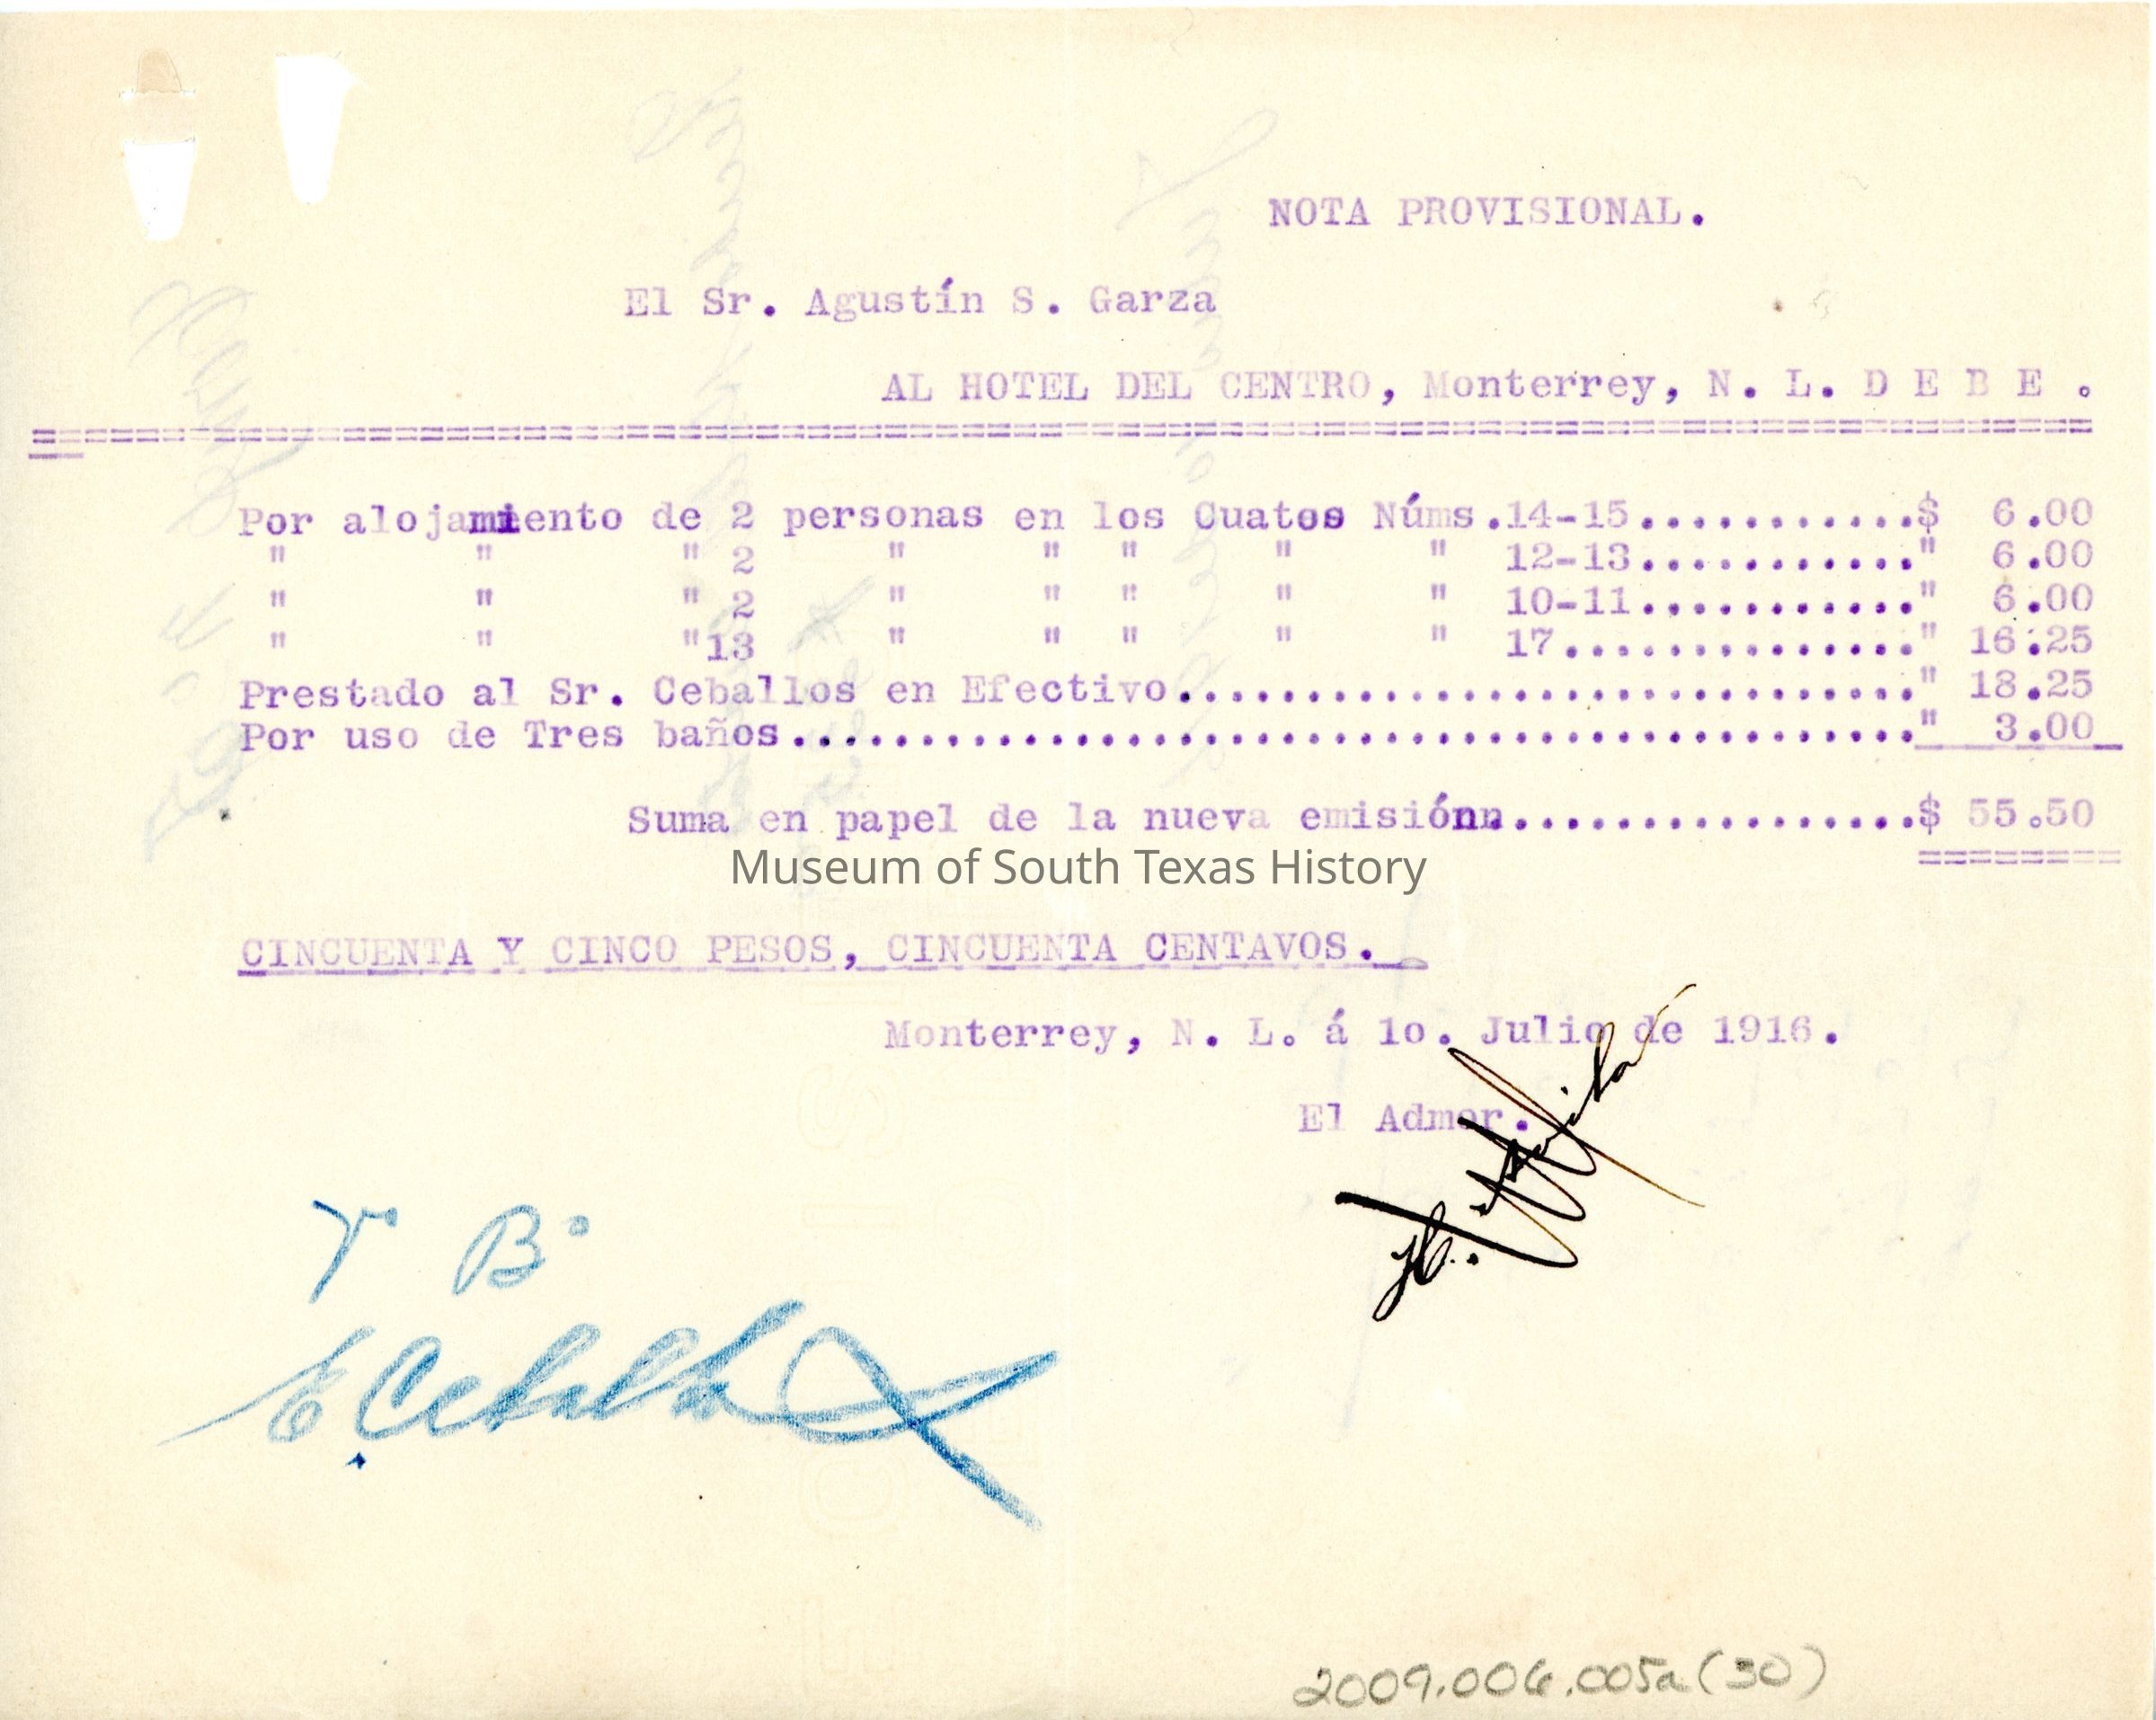 NOTA PROVISIONAL.
El Sr. Agustín S. Garza
AL HOTEL DEL CENTRO, Monterrey, N. L. D E B E .
Por alojamiento de 2 personas en los Cuatos Núms.14-15...........$ 6.00
" " " 2 " " " " " 12-13..........." 6.00
" " " 2 " " " " " 10-11..........." 6.00
" " "13 " " " " " 17.............." 16.25
Prestado al Sr. Ceballos en Efectivo............................." 18.25
Por uso de Tres baños............................................" 3.00
Suma en papel de la nueva emisiónn................$ 55.50
Museum of South Texas History
CINCUENTA Y CINCO PESOS, CINCUENTA CENTAVOS.
Monterrey, N. L. á 1o. Julio de 1916.
El Admor.
Vo Bo
E Ceballos
2009.006.005a(30)